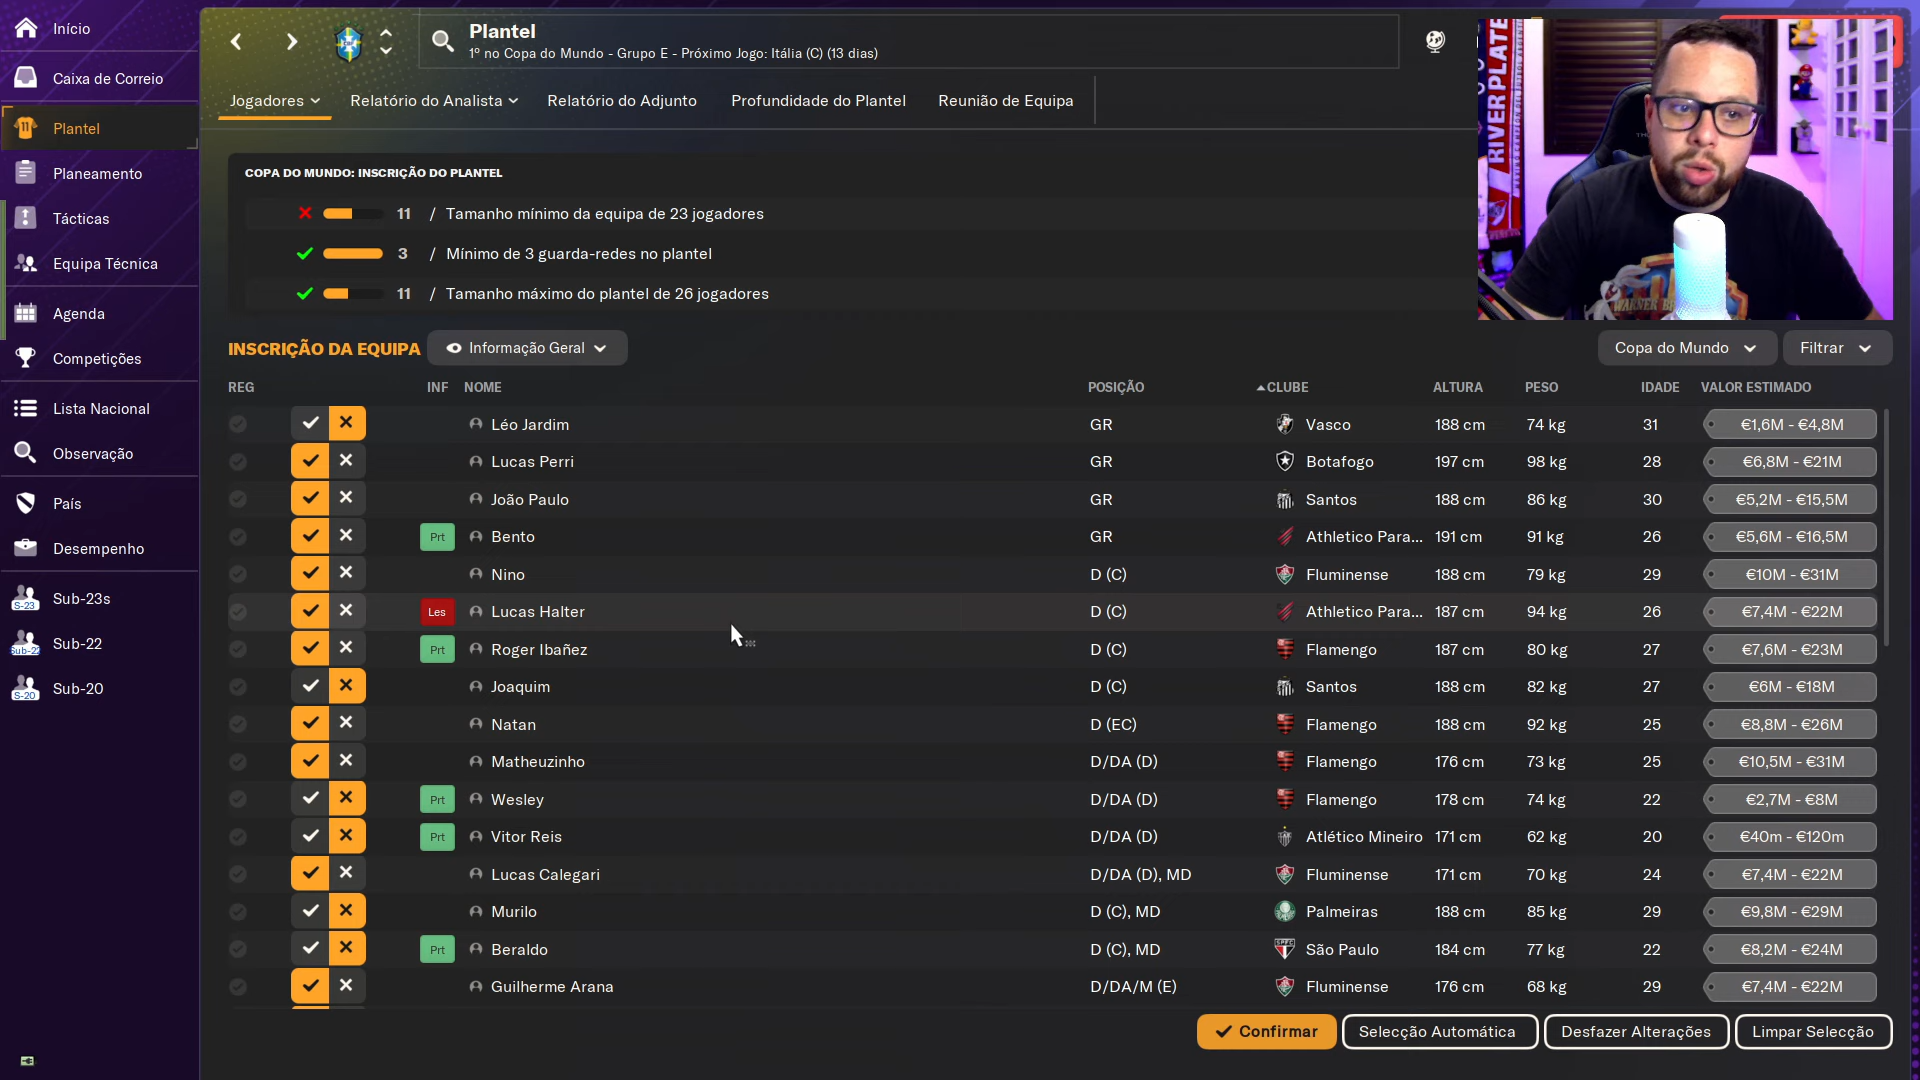 Início
Caixa de Correio
Plantel
Planeamento
Tácticas
Equipa Técnica
Agenda
Competições
Lista Nacional
Observação
País
Desempenho
S-23 Sub-23s
Sub-22 Sub-22
S-20 Sub-20
Plantel
1º no Copa do Mundo - Grupo E - Próximo Jogo: Itália (C) (13 dias)
Jogadores Relatório do Analista Relatório do Adjunto Profundidade do Plantel Reunião de Equipa
COPA DO MUNDO: INSCRIÇÃO DO PLANTEL
11 / Tamanho mínimo da equipa de 23 jogadores
3 / Mínimo de 3 guarda-redes no plantel
11 / Tamanho máximo do plantel de 26 jogadores
RIVER PLATE
INSCRIÇÃO DA EQUIPA Informação Geral Copa do Mundo Filtrar
REG INF NOME POSIÇÃO CLUBE ALTURA PESO IDADE VALOR ESTIMADO
Léo Jardim GR Vasco 188 cm 74 kg 31 €1,6M - €4,8M
Lucas Perri GR Botafogo 197 cm 98 kg 28 €6,8M - €21M
João Paulo GR Santos 188 cm 86 kg 30 €5,2M - €15,5M
Prt Bento GR Athletico Para... 191 cm 91 kg 26 €5,6M - €16,5M
Nino D (C) Fluminense 188 cm 79 kg 29 €10M - €31M
Les Lucas Halter D (C) Athletico Para... 187 cm 94 kg 26 €7,4M - €22M
Prt Roger Ibañez D (C) Flamengo 187 cm 80 kg 27 €7,6M - €23M
Joaquim D (C) Santos 188 cm 82 kg 27 €6M - €18M
Natan D (EC) Flamengo 188 cm 92 kg 25 €8,8M - €26M
Matheuzinho D/DA (D) Flamengo 176 cm 73 kg 25 €10,5M - €31M
Prt Wesley D/DA (D) Flamengo 178 cm 74 kg 22 €2,7M - €8M
Prt Vitor Reis D/DA (D) Atlético Mineiro 171 cm 62 kg 20 €40m - €120m
Lucas Calegari D/DA (D), MD Fluminense 171 cm 70 kg 24 €7,4M - €22M
Murilo D (C), MD Palmeiras 188 cm 85 kg 29 €9,8M - €29M
Prt Beraldo D (C), MD São Paulo 184 cm 77 kg 22 €8,2M - €24M
Guilherme Arana D/DA/M (E) Fluminense 176 cm 68 kg 29 €7,4M - €22M
Confirmar Selecção Automática Desfazer Alterações Limpar Selecção